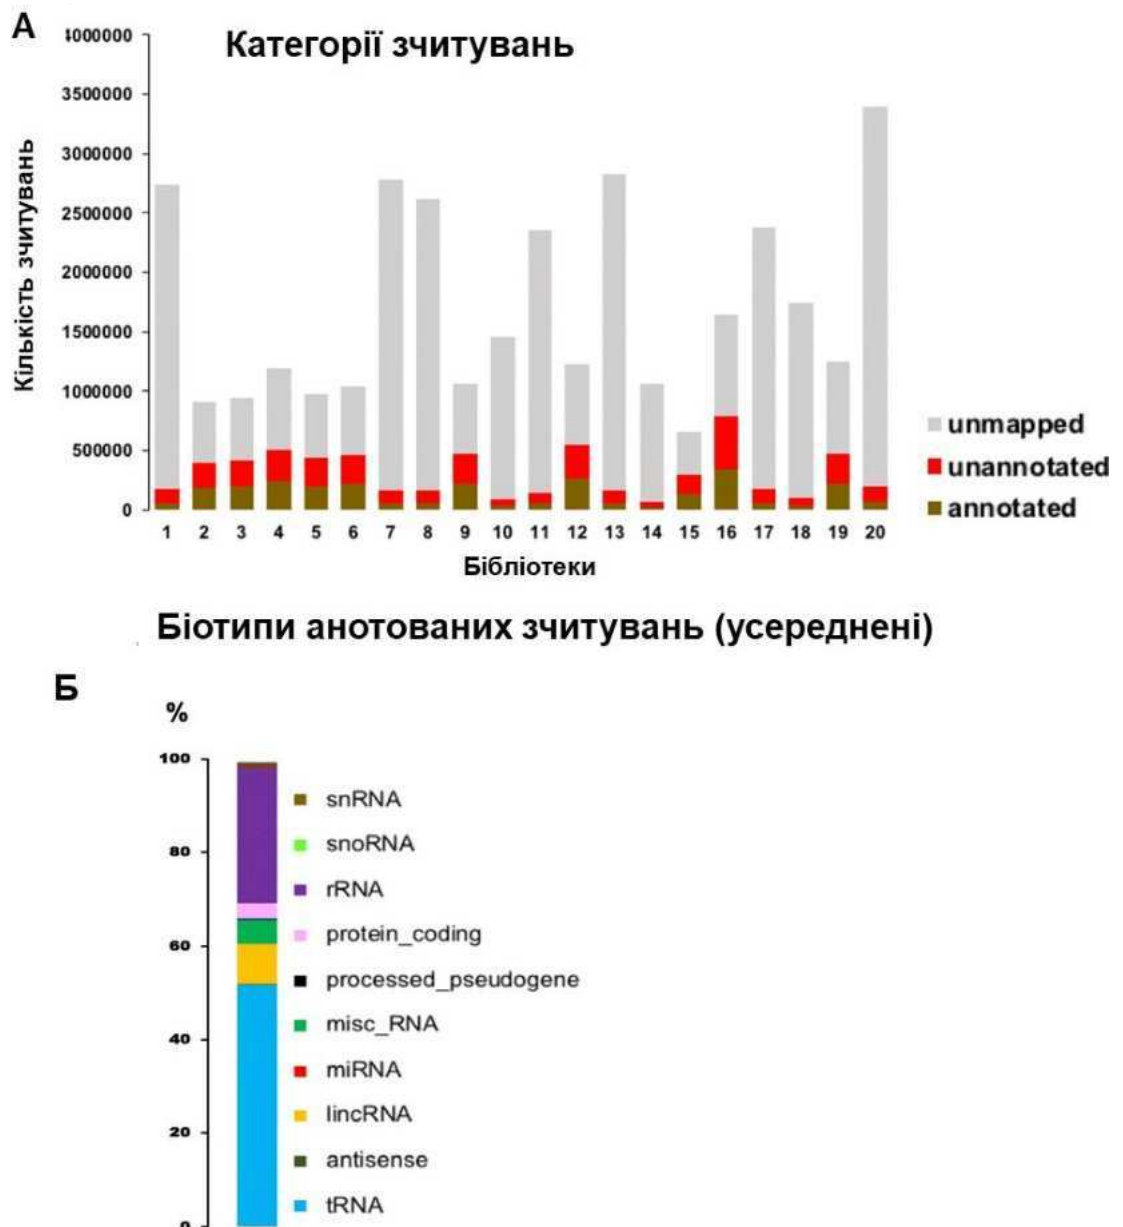 А
4000000
Категорії зчитувань
3500000
3000000
2500000
2000000
1500000
1000000
500000
0
Кількість зчитувань
1 2 3 4 5 6 7 8 9 10 11 12 13 14 15 16 17 18 19 20
Бібліотеки
unmapped
unannotated
annotated
Біотипи анотованих зчитувань (усереднені)
Б
%
100
80
60
40
20
0
snRNA
snoRNA
rRNA
protein_coding
processed_pseudogene
misc_RNA
miRNA
lincRNA
antisense
tRNA